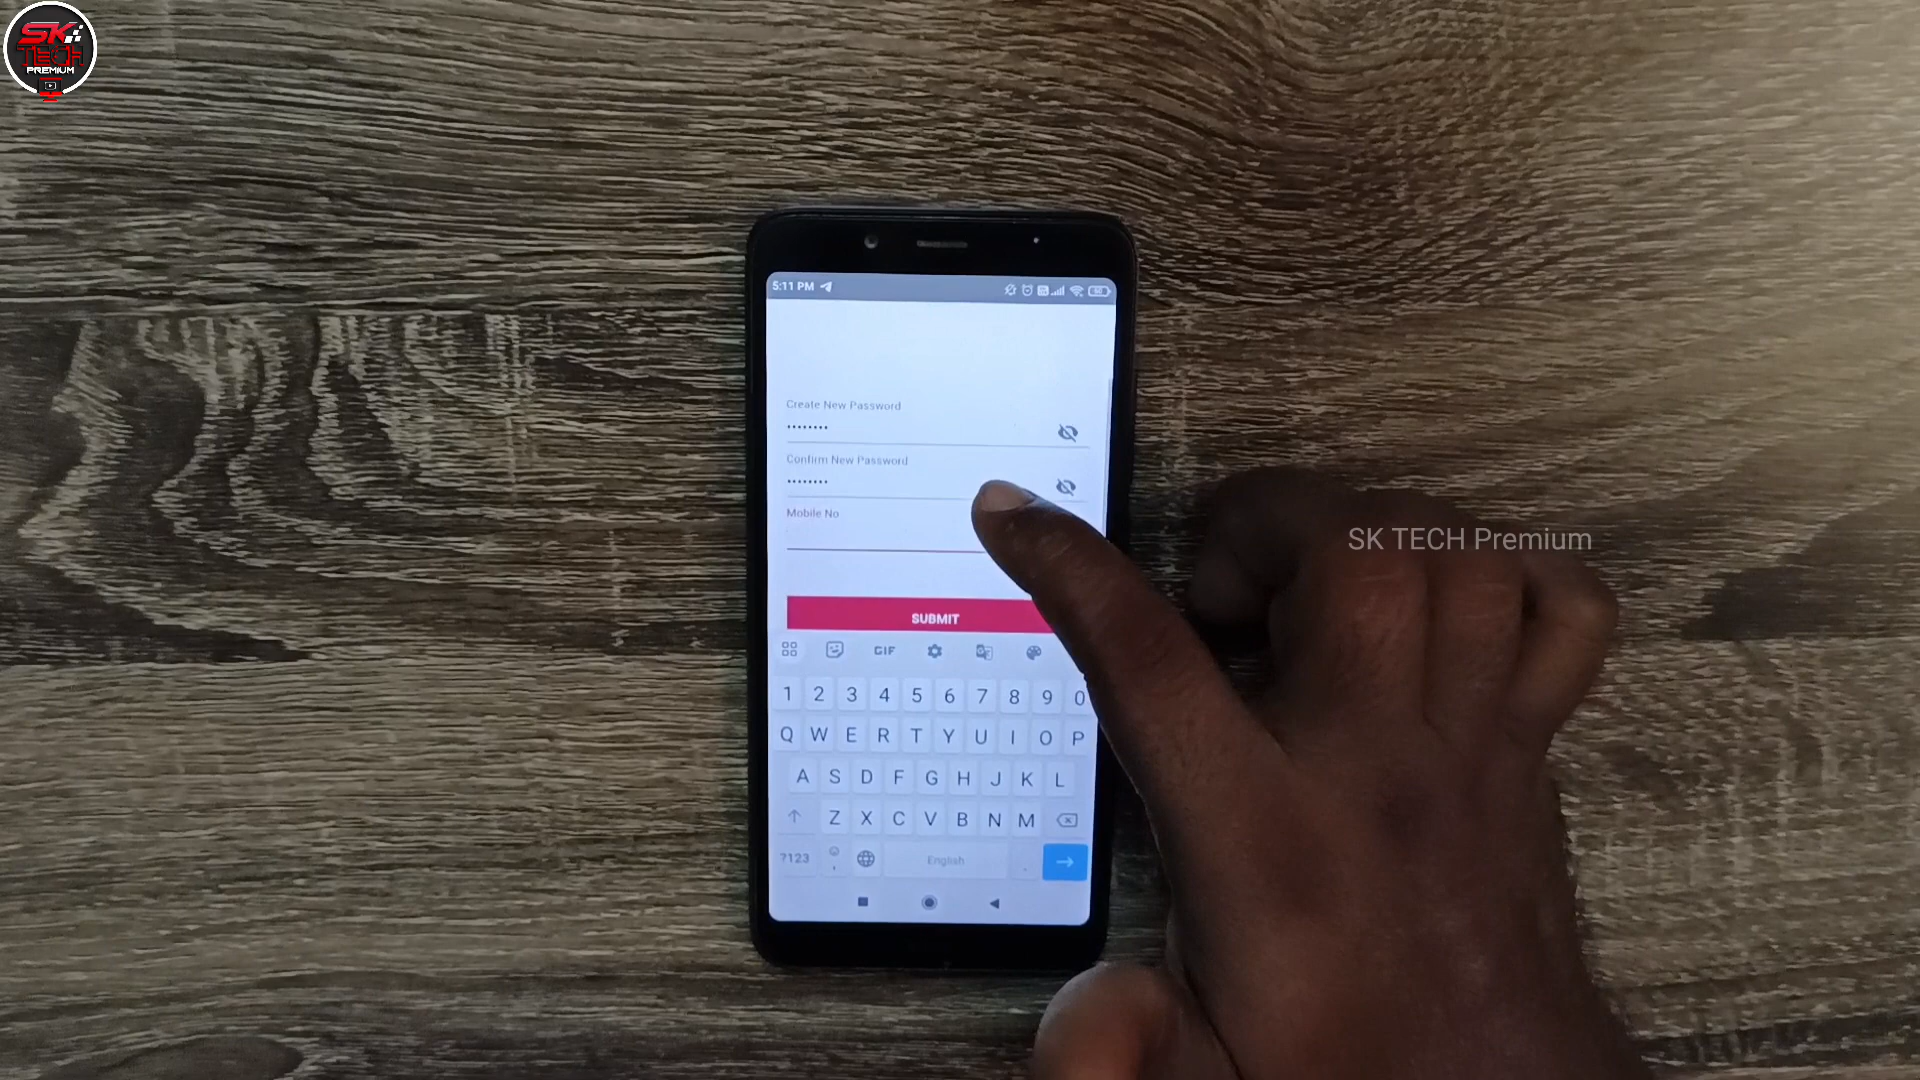 SK
TECH
PREMIUM
5:11 PM
Create New Password
••••••••
Confirm New Password
••••••••
Mobile No
SUBMIT
GIF
1 2 3 4 5 6 7 8 9 0
Q W E R T Y U I O P
A S D F G H J K L
Z X C V B N M
?123 , English .
SK TECH Premium